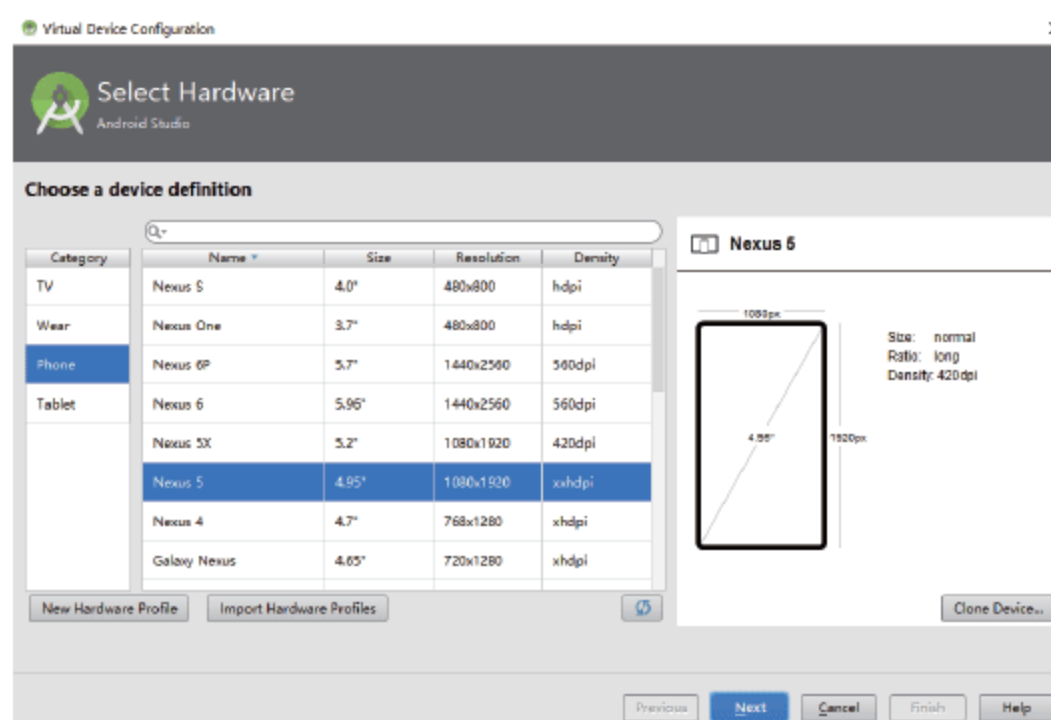 Virtual Device Configuration
Select Hardware
Android Studio
Choose a device definition
Category Name Size Resolution Density
TV
Wear
Phone
Tablet
Nexus S 4.0" 480x800 hdpi
Nexus One 3.7" 480x800 hdpi
Nexus 6P 5.7" 1440x2560 560dpi
Nexus 6 5.96" 1440x2560 560dpi
Nexus 5X 5.2" 1080x1920 420dpi
Nexus 5 4.95" 1080x1920 xxhdpi
Nexus 4 4.7" 768x1280 xhdpi
Galaxy Nexus 4.65" 720x1280 xhdpi
New Hardware Profile Import Hardware Profiles
Nexus 5
1080px
Size: normal
Ratio: long
Density: 420dpi
4.95" 1920px
Clone Device...
Previous Next Cancel Finish Help